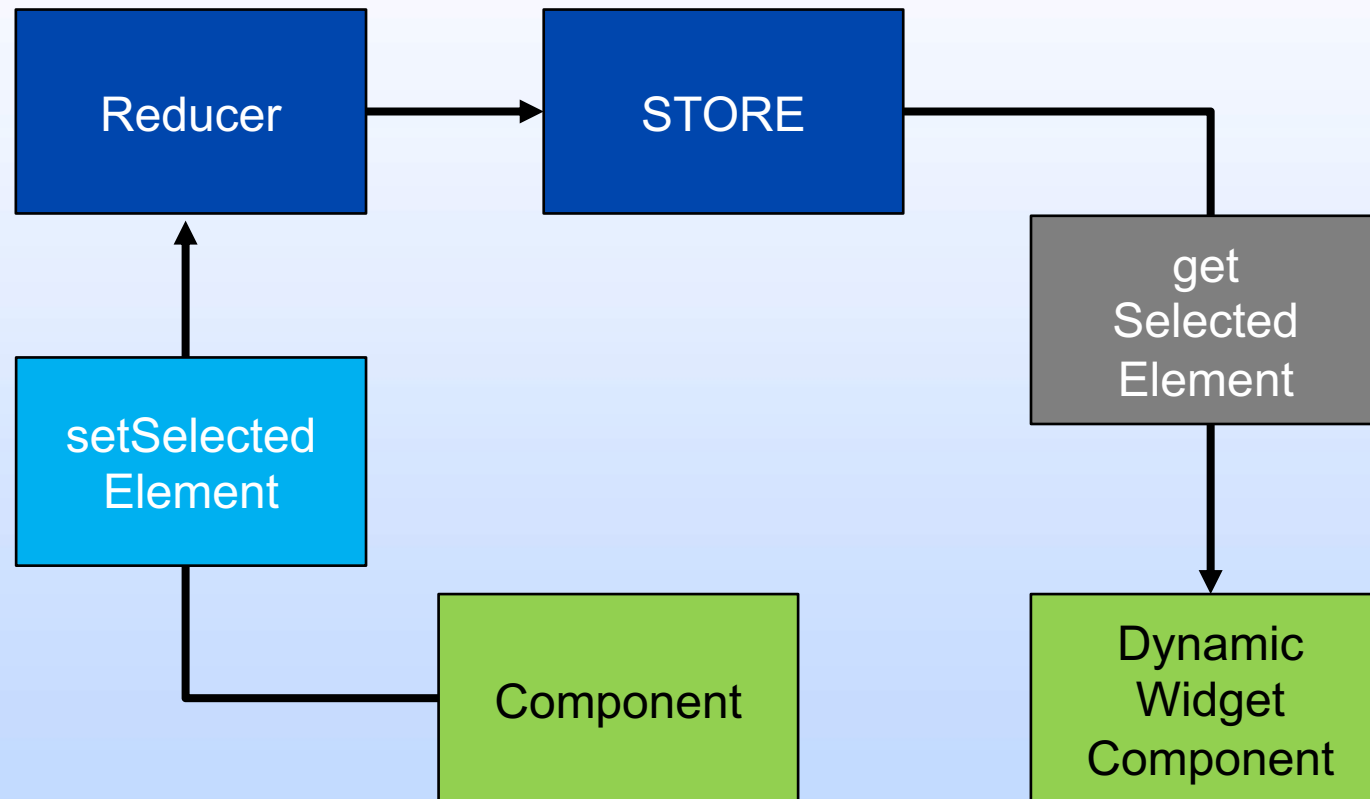 Reducer
STORE
get
Selected
Element
setSelected
Element
Component
Dynamic
Widget
Component